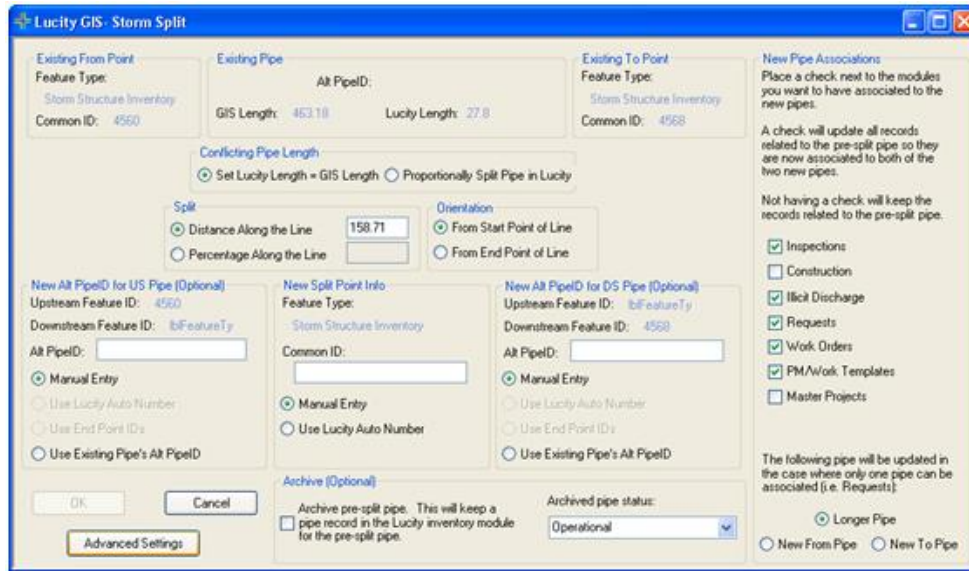 Lucity GIS- Storm Split
Existing From Point
Feature Type:
Storm Structure Inventory
Common ID: 4560
Existing Pipe
Alt PipeID:
GIS Length: 463.18 Lucity Length: 27.8
Existing To Point
Feature Type:
Storm Structure Inventory
Common ID: 4568
Conflicting Pipe Length
Set Lucity Length = GIS Length Proportionally Split Pipe in Lucity
Split
Distance Along the Line 158.71
Percentage Along the Line
Orientation
From Start Point of Line
From End Point of Line
New Alt PipeID for US Pipe (Optional)
Upstream Feature ID: 4560
Downstream Feature ID: lblFeatureTy
Alt PipeID:
Manual Entry
Use Lucity Auto Number
Use End Point IDs
Use Existing Pipe's Alt PipeID
New Split Point Info
Feature Type:
Storm Structure Inventory
Common ID:
Manual Entry
Use Lucity Auto Number
New Alt PipeID for DS Pipe (Optional)
Upstream Feature ID: lblFeatureTy
Downstream Feature ID: 4568
Alt PipeID:
Manual Entry
Use Lucity Auto Number
Use End Point IDs
Use Existing Pipe's Alt PipeID
OK
Cancel
Advanced Settings
Archive (Optional)
Archive pre-split pipe. This will keep a
pipe record in the Lucity inventory module
for the pre-split pipe.
Archived pipe status:
Operational
New Pipe Associations
Place a check next to the modules
you want to have associated to the
new pipes.
A check will update all records
related to the pre-split pipe so they
are now associated to both of the
two new pipes.
Not having a check will keep the
records related to the pre-split pipe.
Inspections
Construction
Illicit Discharge
Requests
Work Orders
PM/Work Templates
Master Projects
The following pipe will be updated in
the case where only one pipe can be
associated (i.e. Requests):
Longer Pipe
New From Pipe New To Pipe